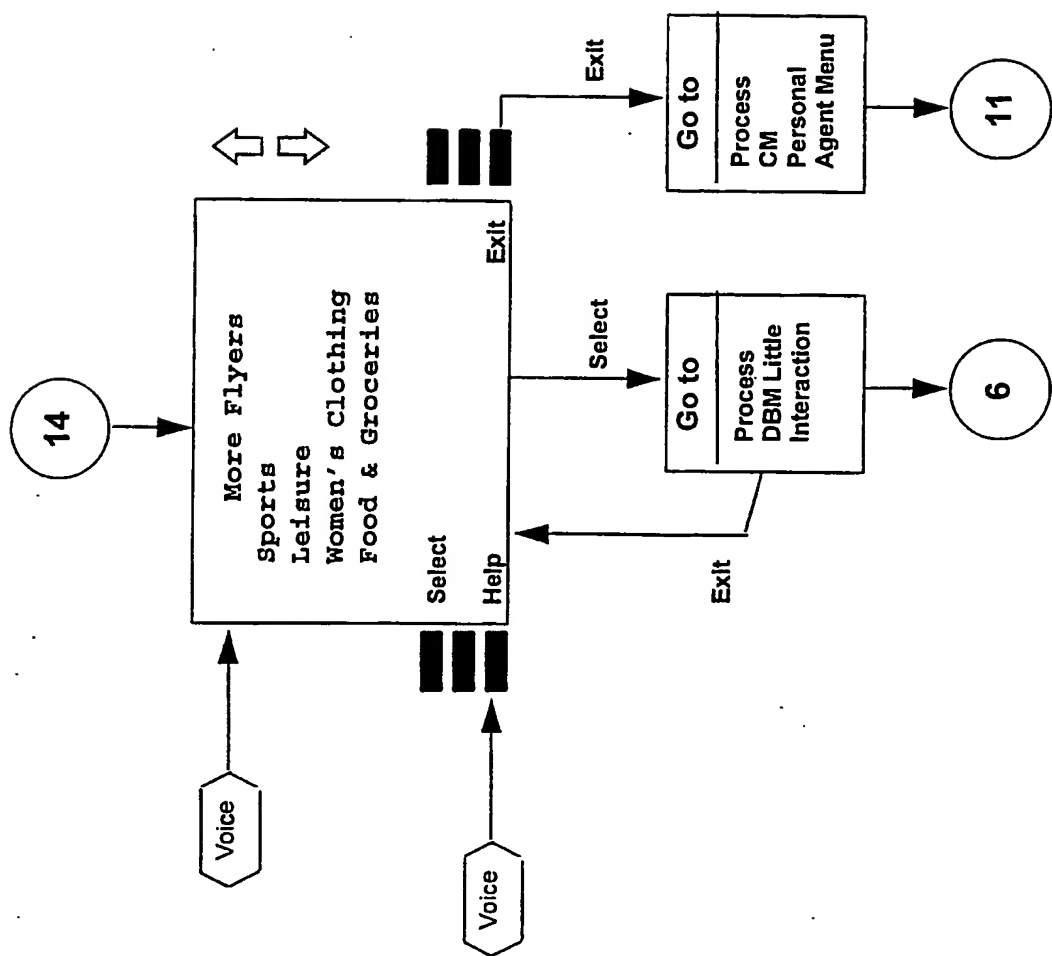 14
Voice
More Flyers
Sports
Leisure
Women's Clothing
Food & Groceries
Select
Help
Exit
Voice
Exit
Select
Exit
Go to
Process
DBM Little
Interaction
Go to
Process
CM
Personal
Agent Menu
6
11